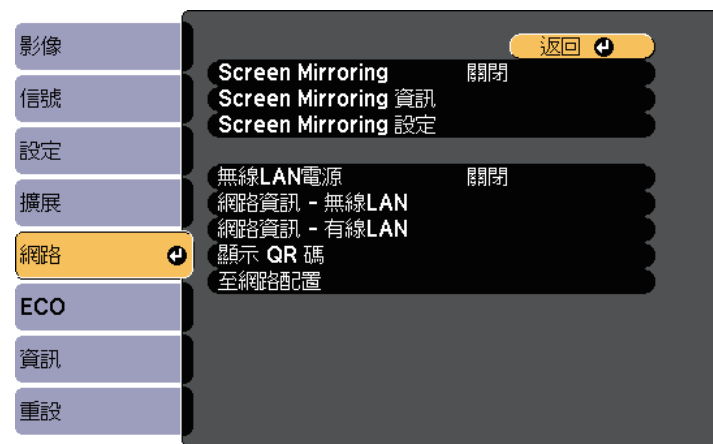 影像
信號
設定
擴展
網路
ECO
資訊
重設
返回
Screen Mirroring 關閉
Screen Mirroring 資訊
Screen Mirroring 設定
無線LAN電源 關閉
網路資訊 - 無線LAN
網路資訊 - 有線LAN
顯示 QR 碼
至網路配置